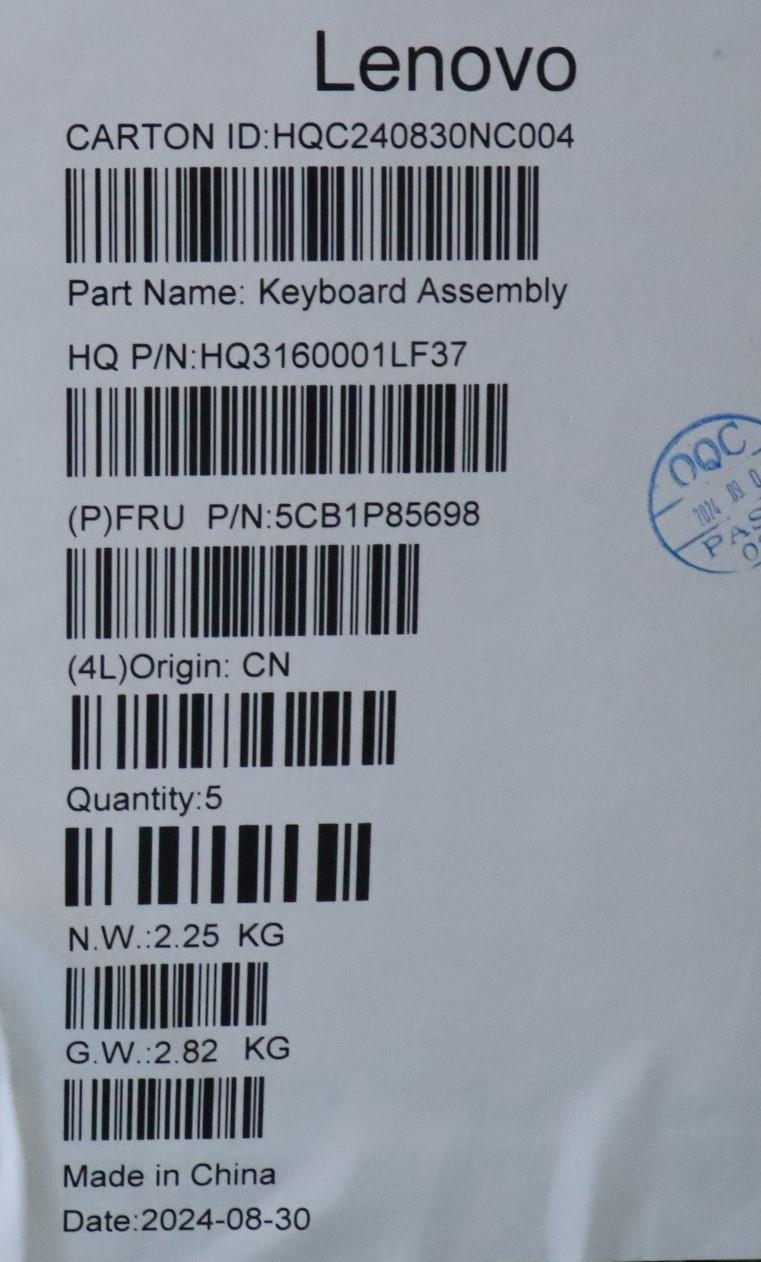 Lenovo
CARTON ID:HQC240830NC004
Part Name: Keyboard Assembly
HQ P/N:HQ3160001LF37
(P)FRU P/N:5CB1P85698
OQC
2024
(4L)Origin: CN
Quantity:5
N.W.:2.25 KG
G.W.:2.82 KG
Made in China
Date:2024-08-30